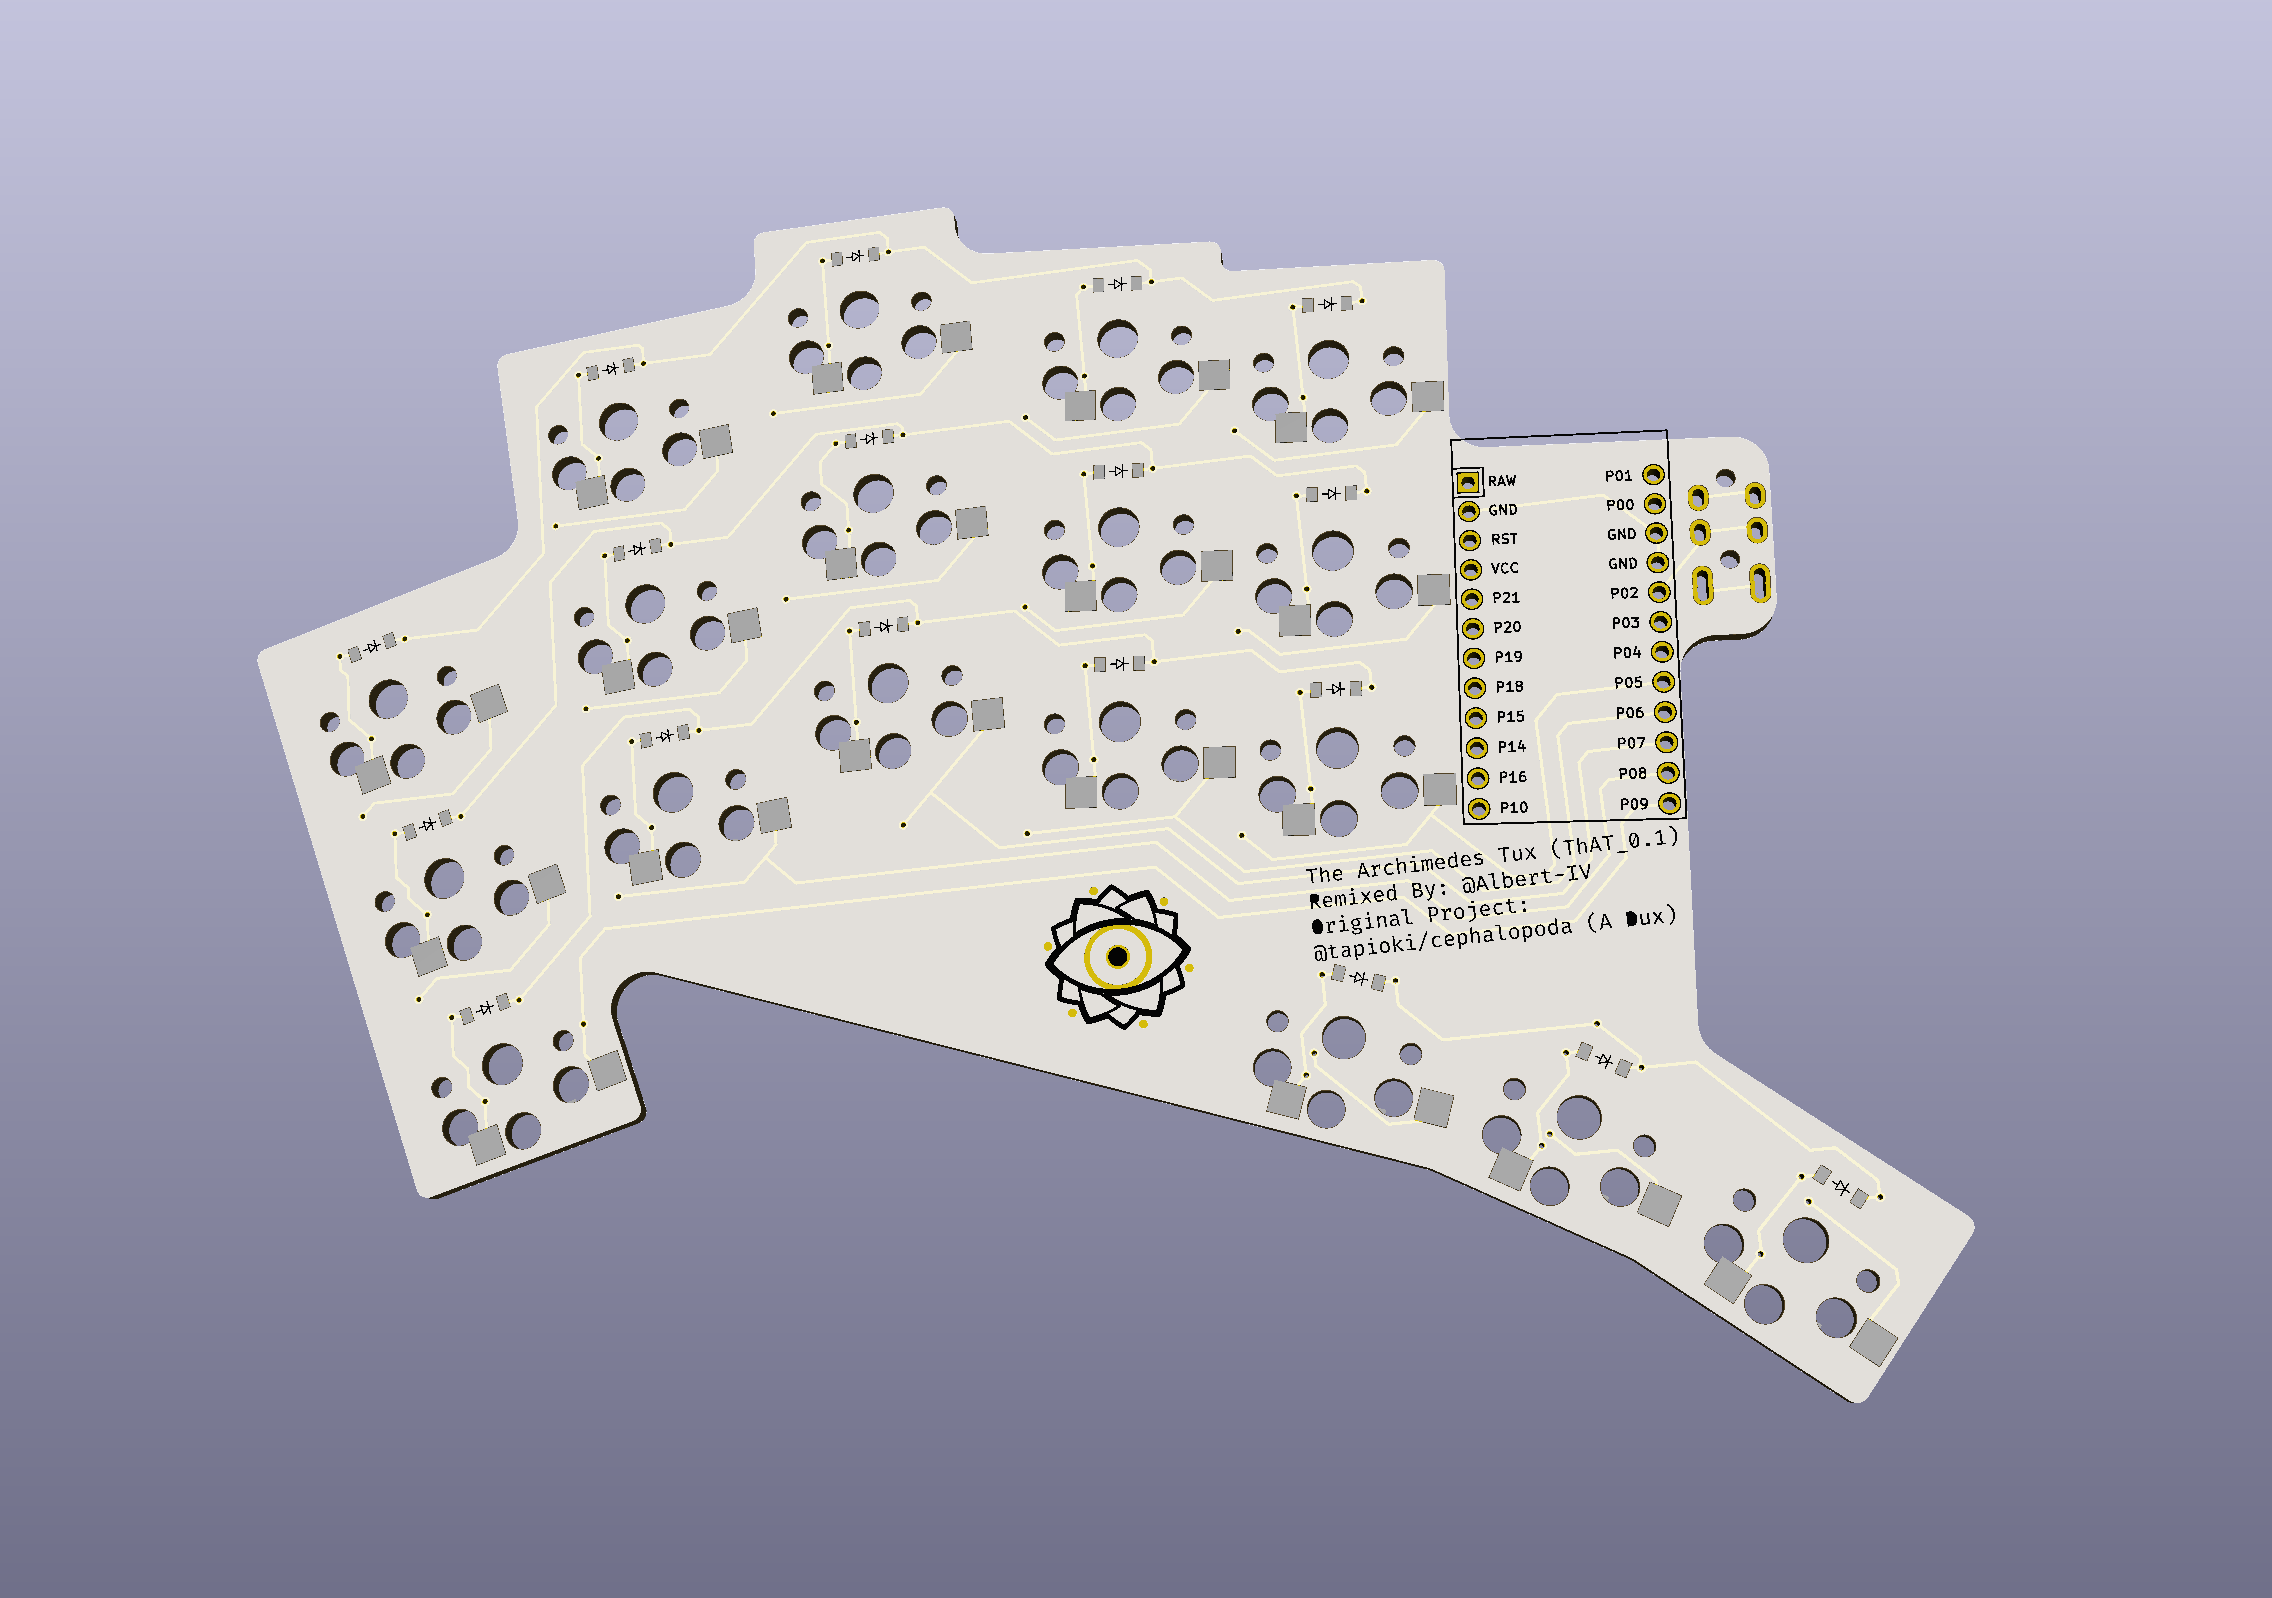 RAW P01
GND P00
RST GND
VCC GND
P21 P02
P20 P03
P19 P04
P18 P05
P15 P06
P14 P07
P16 P08
P10 P09
The Archimedes Tux (ThAT_0.1)
Remixed By: @Albert-IV
Original Project:
@tapioki/cephalopoda (A Dux)